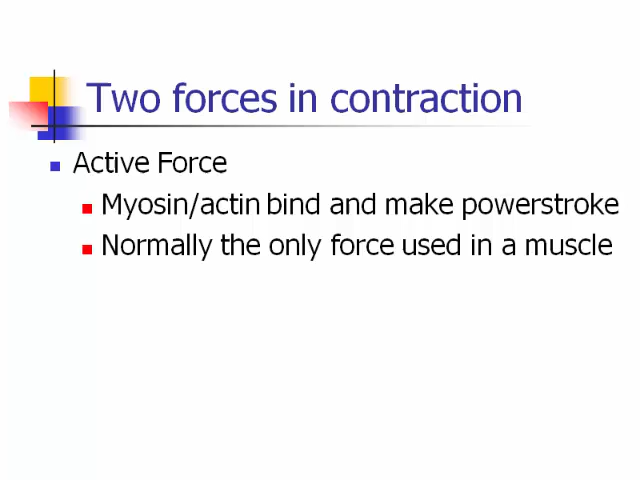 Two forces in contraction
Active Force
Myosin/actin bind and make powerstroke
Normally the only force used in a muscle